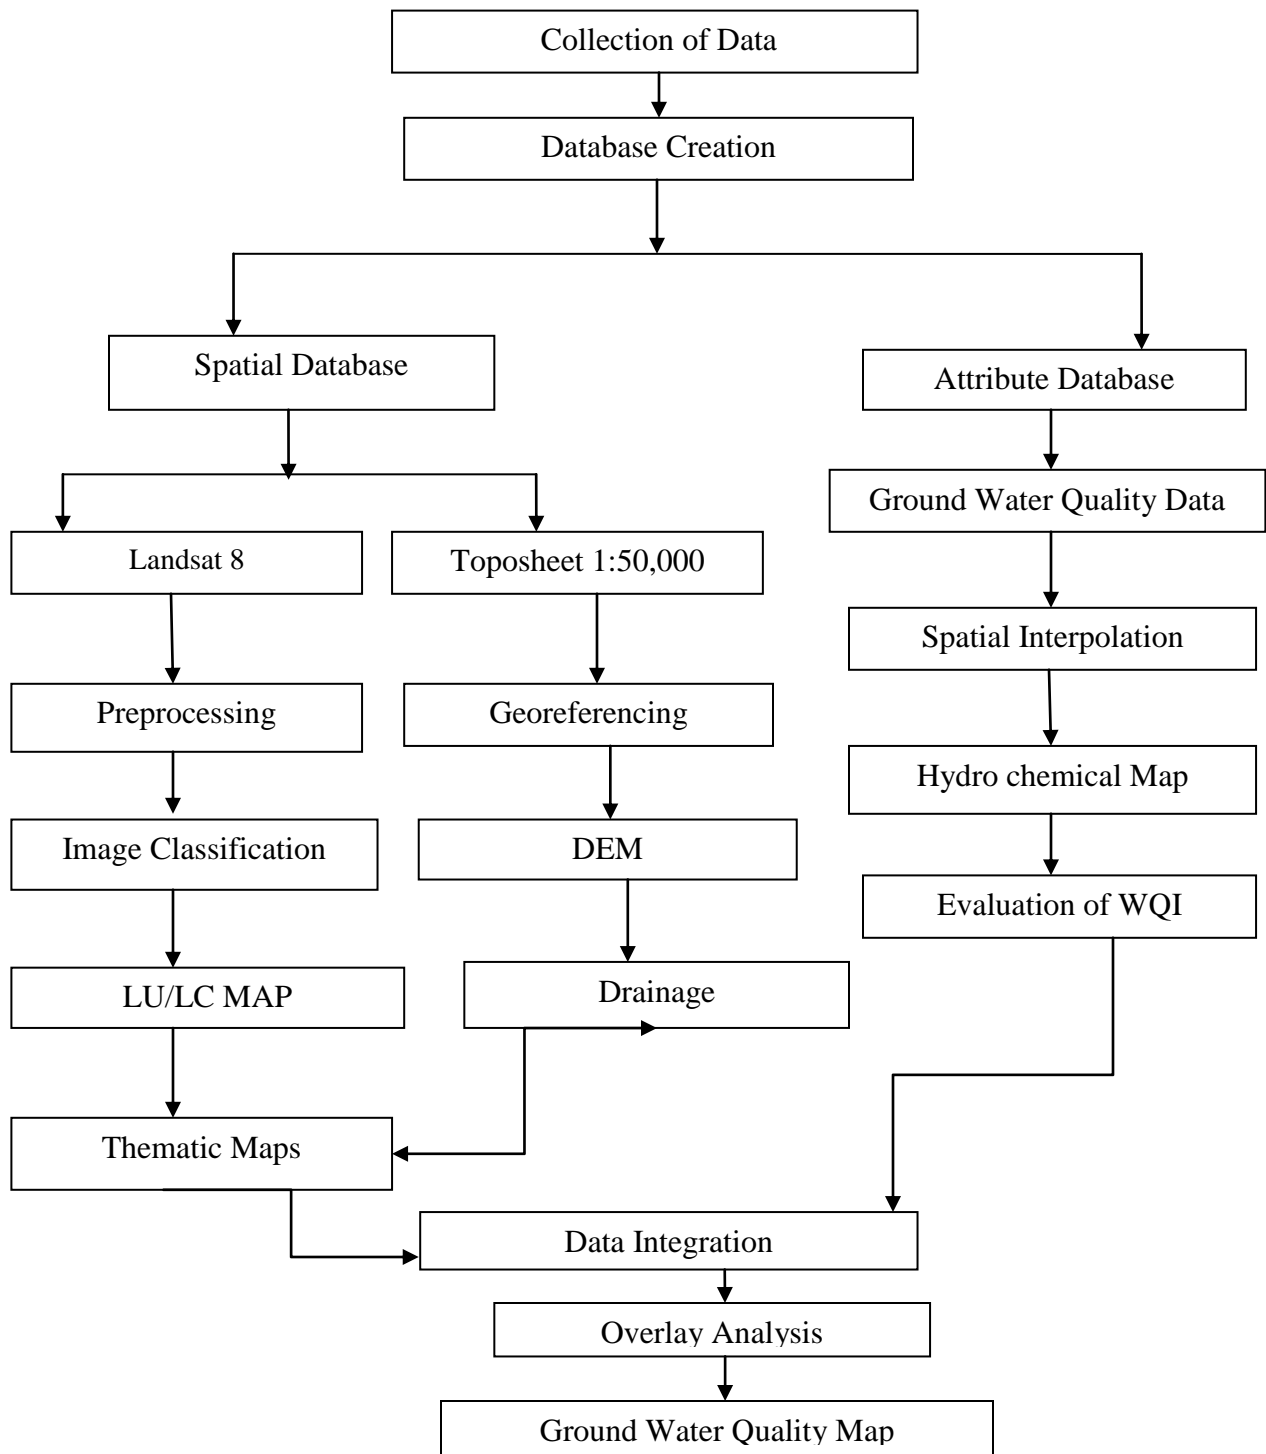 Collection of Data
Database Creation
Spatial Database
Attribute Database
Ground Water Quality Data
Landsat 8
Toposheet 1:50,000
Spatial Interpolation
Preprocessing
Georeferencing
Hydro chemical Map
Image Classification
DEM
Evaluation of WQI
LU/LC MAP
Drainage
Thematic Maps
Data Integration
Overlay Analysis
Ground Water Quality Map